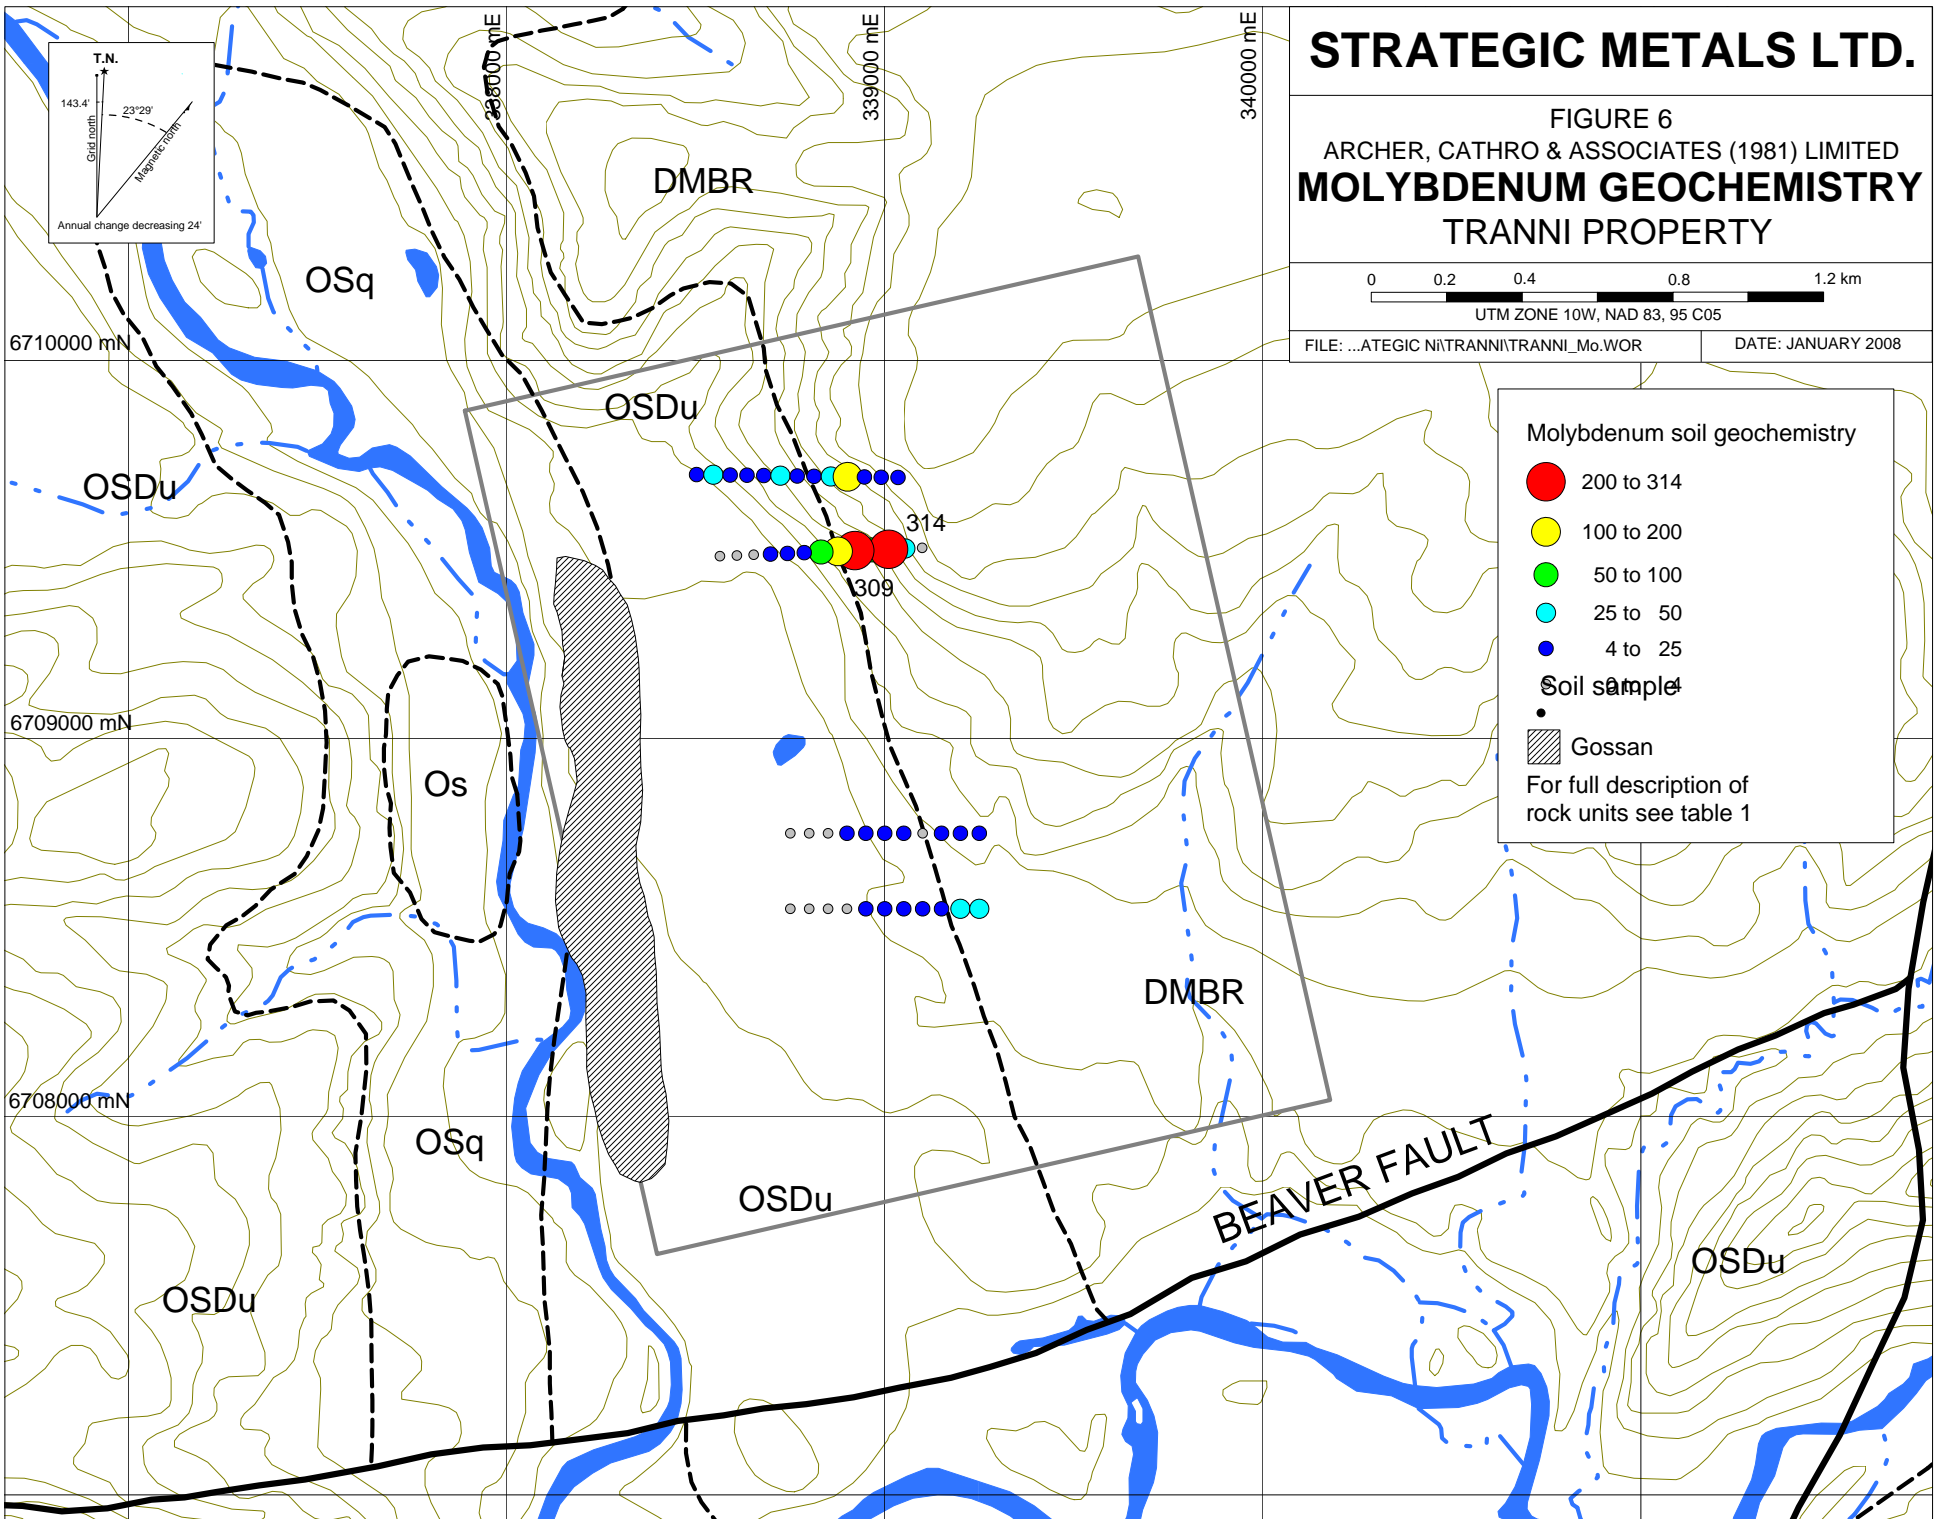 STRATEGIC METALS LTD.
FIGURE 6
ARCHER, CATHRO & ASSOCIATES (1981) LIMITED
MOLYBDENUM GEOCHEMISTRY
TRANNI PROPERTY
0 0.2 0.4 0.8 1.2 km
UTM ZONE 10W, NAD 83, 95 C05
FILE: ...ATEGIC Ni\TRANNI\TRANNI_Mo.WOR
DATE: JANUARY 2008
T.N.
143.4'
23°29'
Grid north
Magnetic north
Annual change decreasing 24'
338000 mE
339000 mE
340000 mE
DMBR
OSq
6710000 mN
OSDu
OSDu
314
309
Molybdenum soil geochemistry
200 to 314
100 to 200
50 to 100
25 to 50
4 to 25
0 to 4
Soil sample
Gossan
For full description of
rock units see table 1
6709000 mN
Os
DMBR
6708000 mN
OSq
BEAVER FAULT
OSDu
OSDu
OSDu